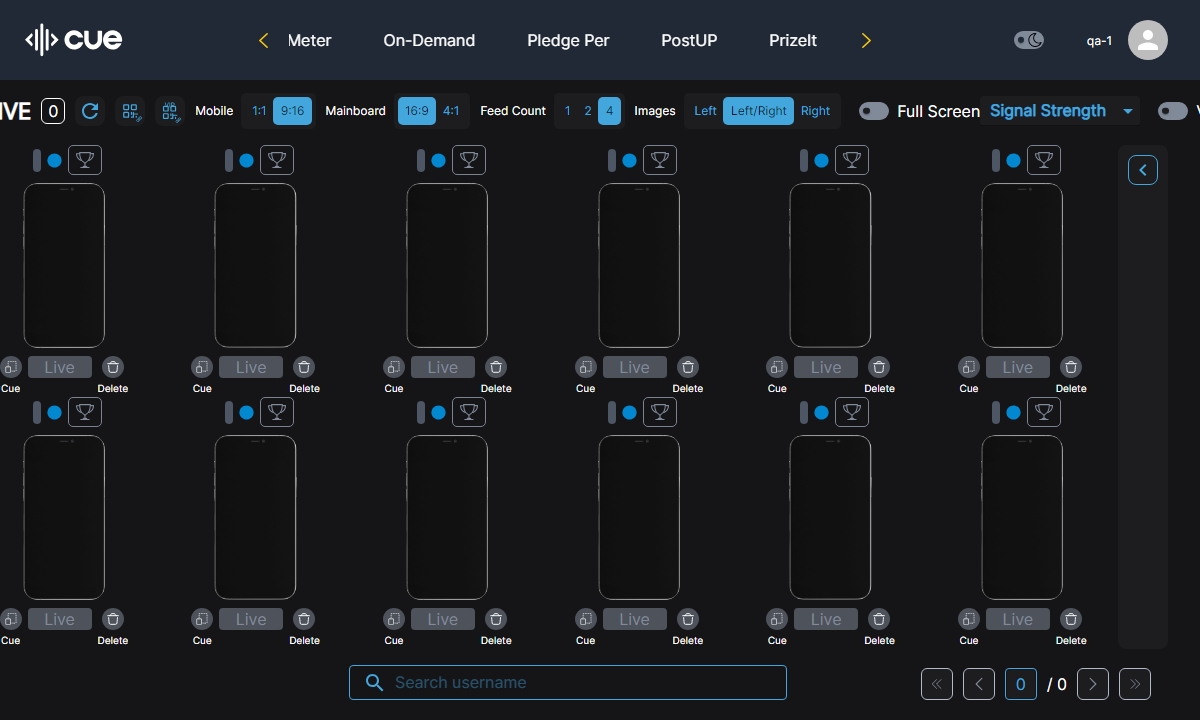 cue
Meter On-Demand Pledge Per PostUP PrizeIt
qa-1
IVE 0 Mobile 1:1 9:16 Mainboard 16:9 4:1 Feed Count 1 2 4 Images Left Left/Right Right Full Screen Signal Strength
Live Live Live Live Live Live
Cue Delete Cue Delete Cue Delete Cue Delete Cue Delete Cue Delete
Live Live Live Live Live Live
Cue Delete Cue Delete Cue Delete Cue Delete Cue Delete Cue Delete
Search username
0 / 0